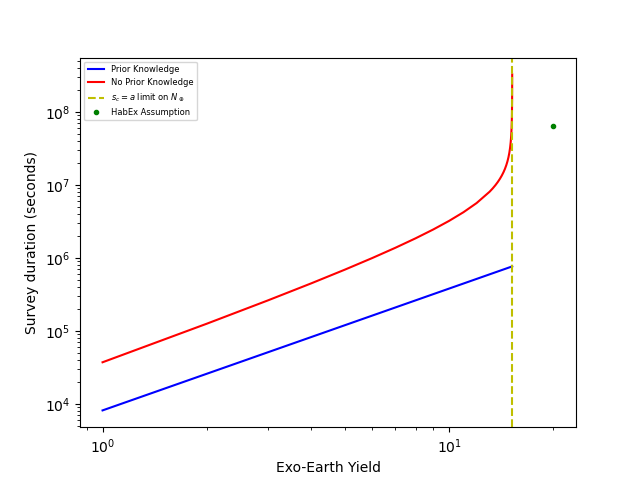 Prior Knowledge
No Prior Knowledge
s_c = a limit on N_⊕
HabEx Assumption
10^8
10^7
10^6
10^5
10^4
Survey duration (seconds)
10^0
10^1
Exo-Earth Yield